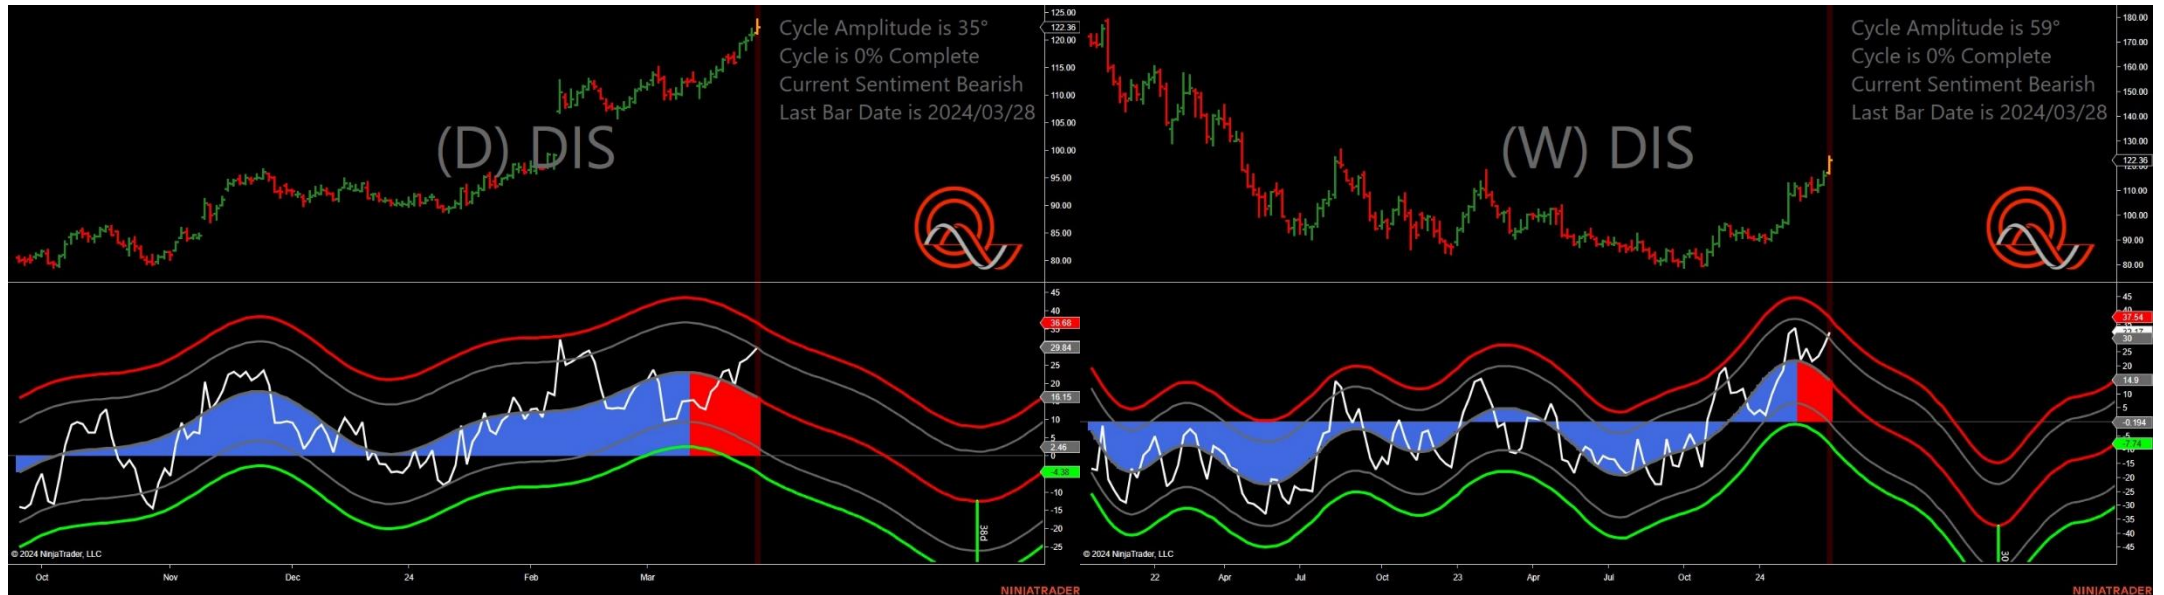 Cycle Amplitude is 35°
Cycle is 0% Complete
Current Sentiment Bearish
Last Bar Date is 2024/03/28
(D) DIS
125.00
122.36
120.00
115.00
110.00
105.00
100.00
95.00
90.00
85.00
80.00
45
40
36.68
29.84
25
20
16.15
10
5
2.46
0
-4.38
-10
-15
-20
-25
38d
© 2024 NinjaTrader, LLC
Oct
Nov
Dec
24
Feb
Mar
NINJATRADER
Cycle Amplitude is 59°
Cycle is 0% Complete
Current Sentiment Bearish
Last Bar Date is 2024/03/28
(W) DIS
180.00
170.00
160.00
150.00
140.00
130.00
122.36
110.00
100.00
90.00
80.00
45
37.54
30
25
20
14.9
10
5
-0.194
-7.74
-15
-20
-25
-30
-35
-40
-45
30
© 2024 NinjaTrader, LLC
22
Apr
Jul
Oct
23
Apr
Jul
Oct
24
NINJATRADER